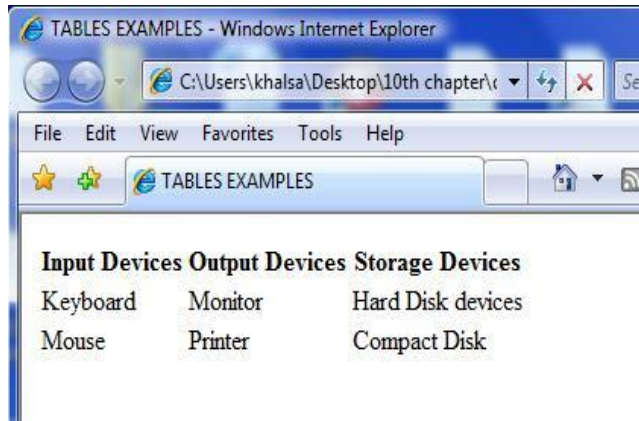 TABLES EXAMPLES - Windows Internet Explorer
C:\Users\khalsa\Desktop\10th chapter\
File Edit View Favorites Tools Help
TABLES EXAMPLES
Input Devices Output Devices Storage Devices
Keyboard Monitor Hard Disk devices
Mouse Printer Compact Disk